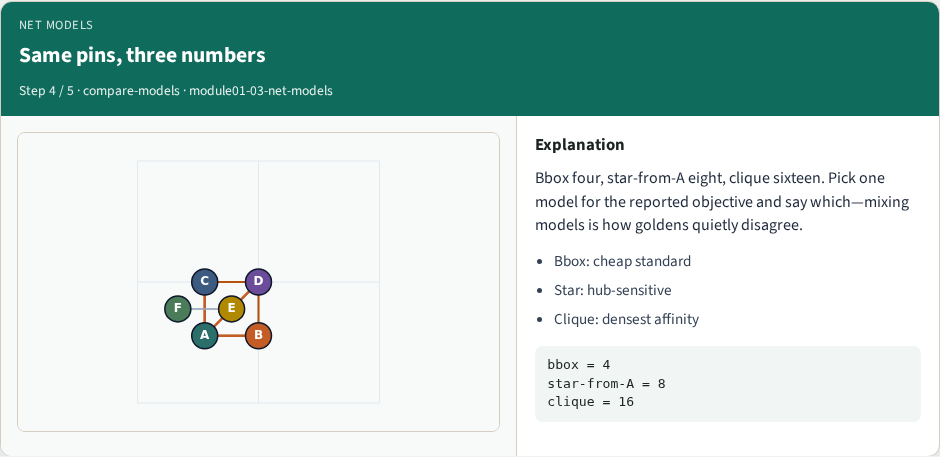 NET MODELS
Same pins, three numbers
Step 4 / 5 · compare-models · module01-03-net-models
C
D
F
E
A
B
Explanation
Bbox four, star-from-A eight, clique sixteen. Pick one
model for the reported objective and say which—mixing
models is how goldens quietly disagree.
• Bbox: cheap standard
• Star: hub-sensitive
• Clique: densest affinity
bbox = 4
star-from-A = 8
clique = 16